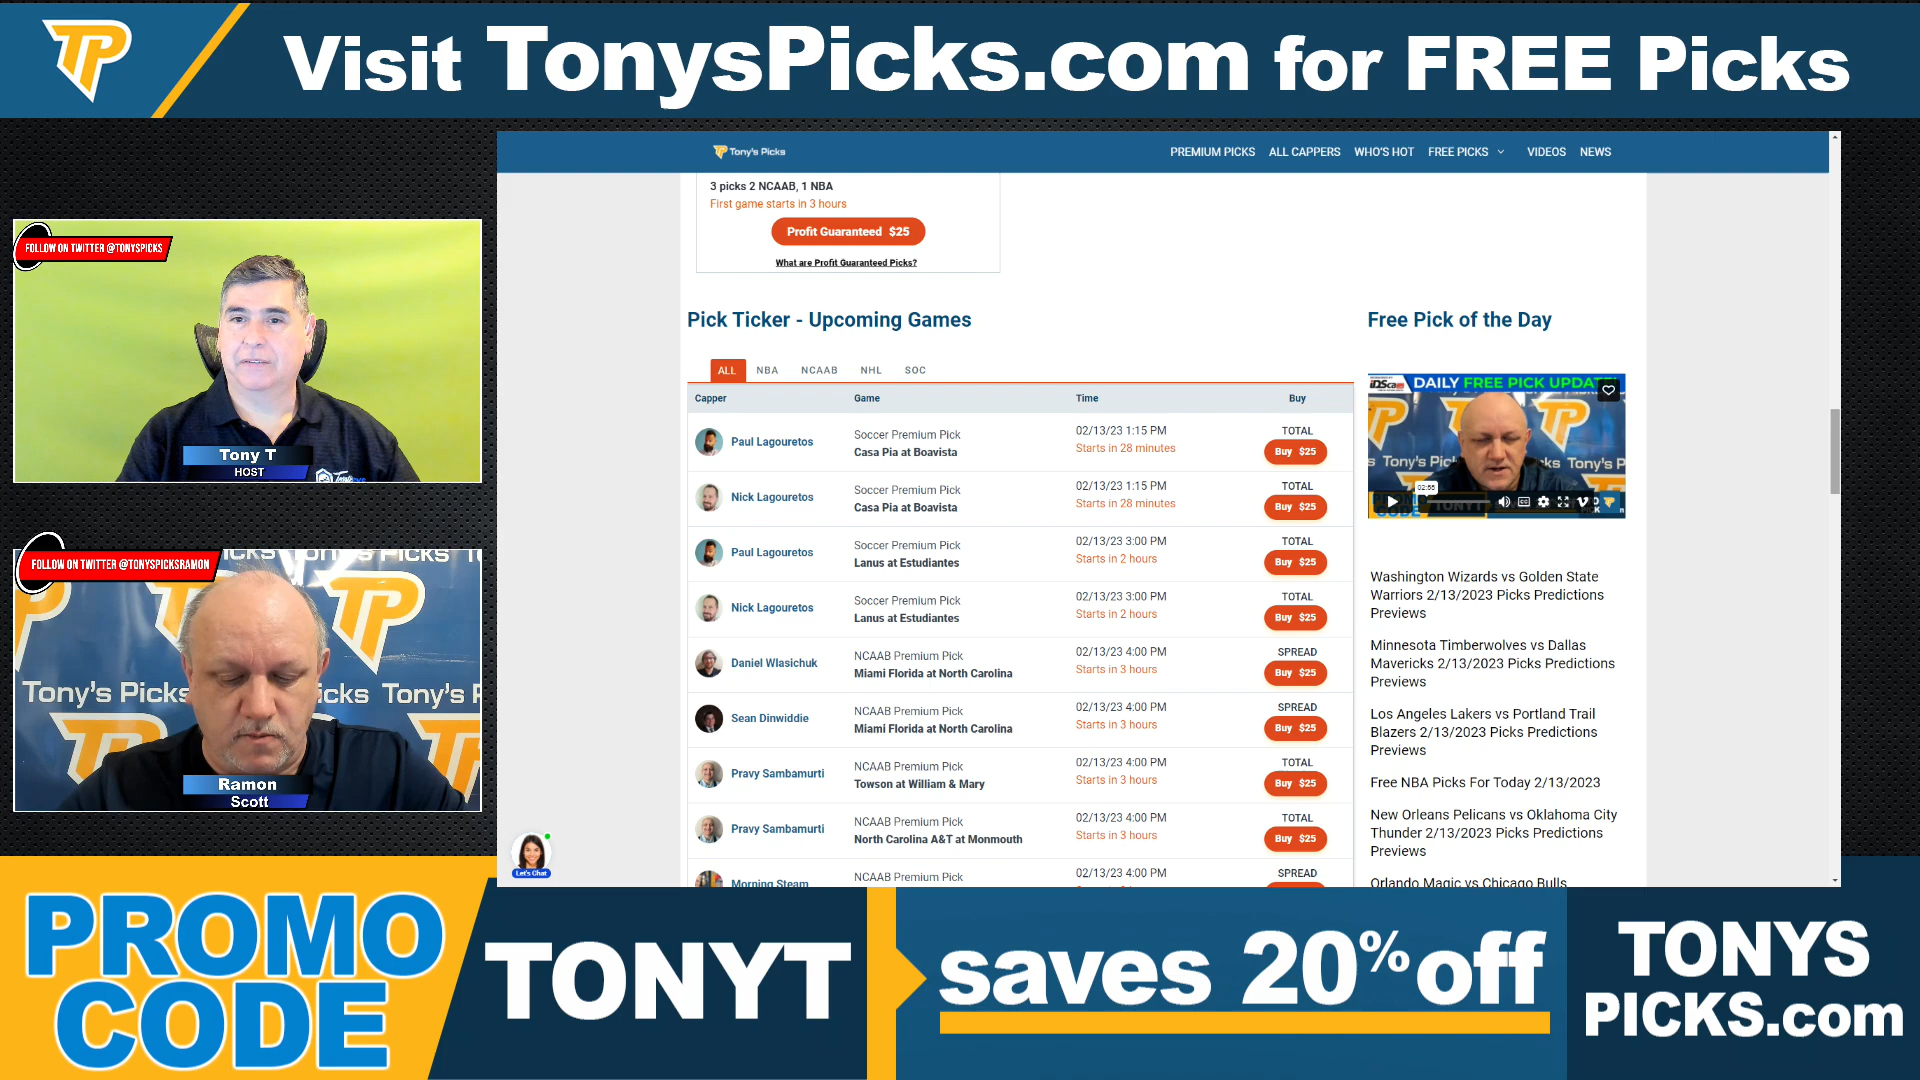 TP
Visit TonysPicks.com for FREE Picks
FOLLOW ON TWITTER @TONYSPICKS
Tony T
HOST
FOLLOW ON TWITTER @TONYSPICKSRAMON
Tony's Picks
Tony's
Ramon
Scott
Tony's Picks
PREMIUM PICKS ALL CAPPERS WHO'S HOT FREE PICKS VIDEOS NEWS
3 picks 2 NCAAB, 1 NBA
First game starts in 3 hours
Profit Guaranteed $25
What are Profit Guaranteed Picks?
Pick Ticker - Upcoming Games
ALL NBA NCAAB NHL SOC
Capper Game Time Buy
Paul Lagouretos Soccer Premium Pick Casa Pia at Boavista 02/13/23 1:15 PM Starts in 28 minutes TOTAL Buy $25
Nick Lagouretos Soccer Premium Pick Casa Pia at Boavista 02/13/23 1:15 PM Starts in 28 minutes TOTAL Buy $25
Paul Lagouretos Soccer Premium Pick Lanus at Estudiantes 02/13/23 3:00 PM Starts in 2 hours TOTAL Buy $25
Nick Lagouretos Soccer Premium Pick Lanus at Estudiantes 02/13/23 3:00 PM Starts in 2 hours TOTAL Buy $25
Daniel Wlasichuk NCAAB Premium Pick Miami Florida at North Carolina 02/13/23 4:00 PM Starts in 3 hours SPREAD Buy $25
Sean Dinwiddie NCAAB Premium Pick Miami Florida at North Carolina 02/13/23 4:00 PM Starts in 3 hours SPREAD Buy $25
Pravy Sambamurti NCAAB Premium Pick Towson at William & Mary 02/13/23 4:00 PM Starts in 3 hours TOTAL Buy $25
Pravy Sambamurti NCAAB Premium Pick North Carolina A&T at Monmouth 02/13/23 4:00 PM Starts in 3 hours TOTAL Buy $25
Morning Steam NCAAB Premium Pick 02/13/23 4:00 PM SPREAD
Let's Chat
Free Pick of the Day
DAILY FREE PICK UPDATE!
Tony's Picks
02:55
CODE TONYT
Washington Wizards vs Golden State
Warriors 2/13/2023 Picks Predictions
Previews
Minnesota Timberwolves vs Dallas
Mavericks 2/13/2023 Picks Predictions
Previews
Los Angeles Lakers vs Portland Trail
Blazers 2/13/2023 Picks Predictions
Previews
Free NBA Picks For Today 2/13/2023
New Orleans Pelicans vs Oklahoma City
Thunder 2/13/2023 Picks Predictions
Previews
Orlando Magic vs Chicago Bulls
PROMO
CODE
TONYT
saves 20% off
TONYS
PICKS.com